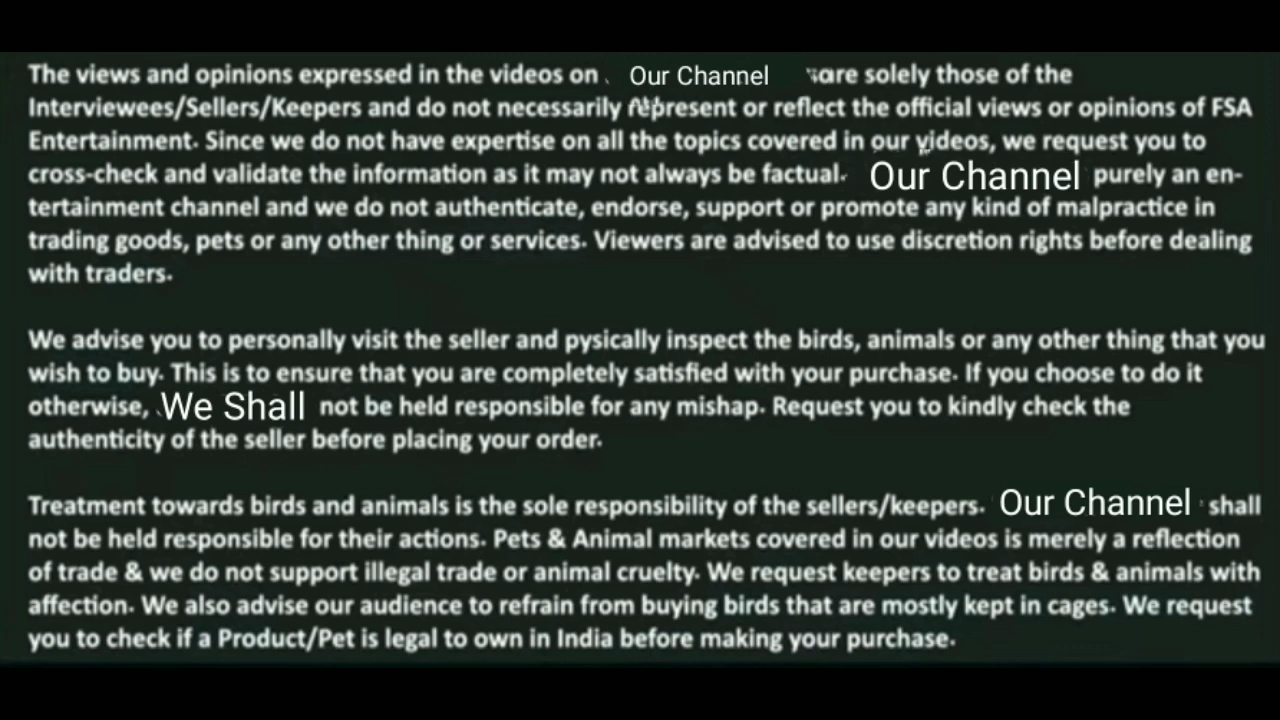 The views and opinions expressed in the videos on Our Channel are solely those of the
Interviewees/Sellers/Keepers and do not necessarily represent or reflect the official views or opinions of FSA
Entertainment. Since we do not have expertise on all the topics covered in our videos, we request you to
cross-check and validate the information as it may not always be factual. Our Channel purely an en-
tertainment channel and we do not authenticate, endorse, support or promote any kind of malpractice in
trading goods, pets or any other thing or services. Viewers are advised to use discretion rights before dealing
with traders.
We advise you to personally visit the seller and pysically inspect the birds, animals or any other thing that you
wish to buy. This is to ensure that you are completely satisfied with your purchase. If you choose to do it
otherwise, We Shall not be held responsible for any mishap. Request you to kindly check the
authenticity of the seller before placing your order.
Treatment towards birds and animals is the sole responsibility of the sellers/keepers. Our Channel shall
not be held responsible for their actions. Pets & Animal markets covered in our videos is merely a reflection
of trade & we do not support illegal trade or animal cruelty. We request keepers to treat birds & animals with
affection. We also advise our audience to refrain from buying birds that are mostly kept in cages. We request
you to check if a Product/Pet is legal to own in India before making your purchase.